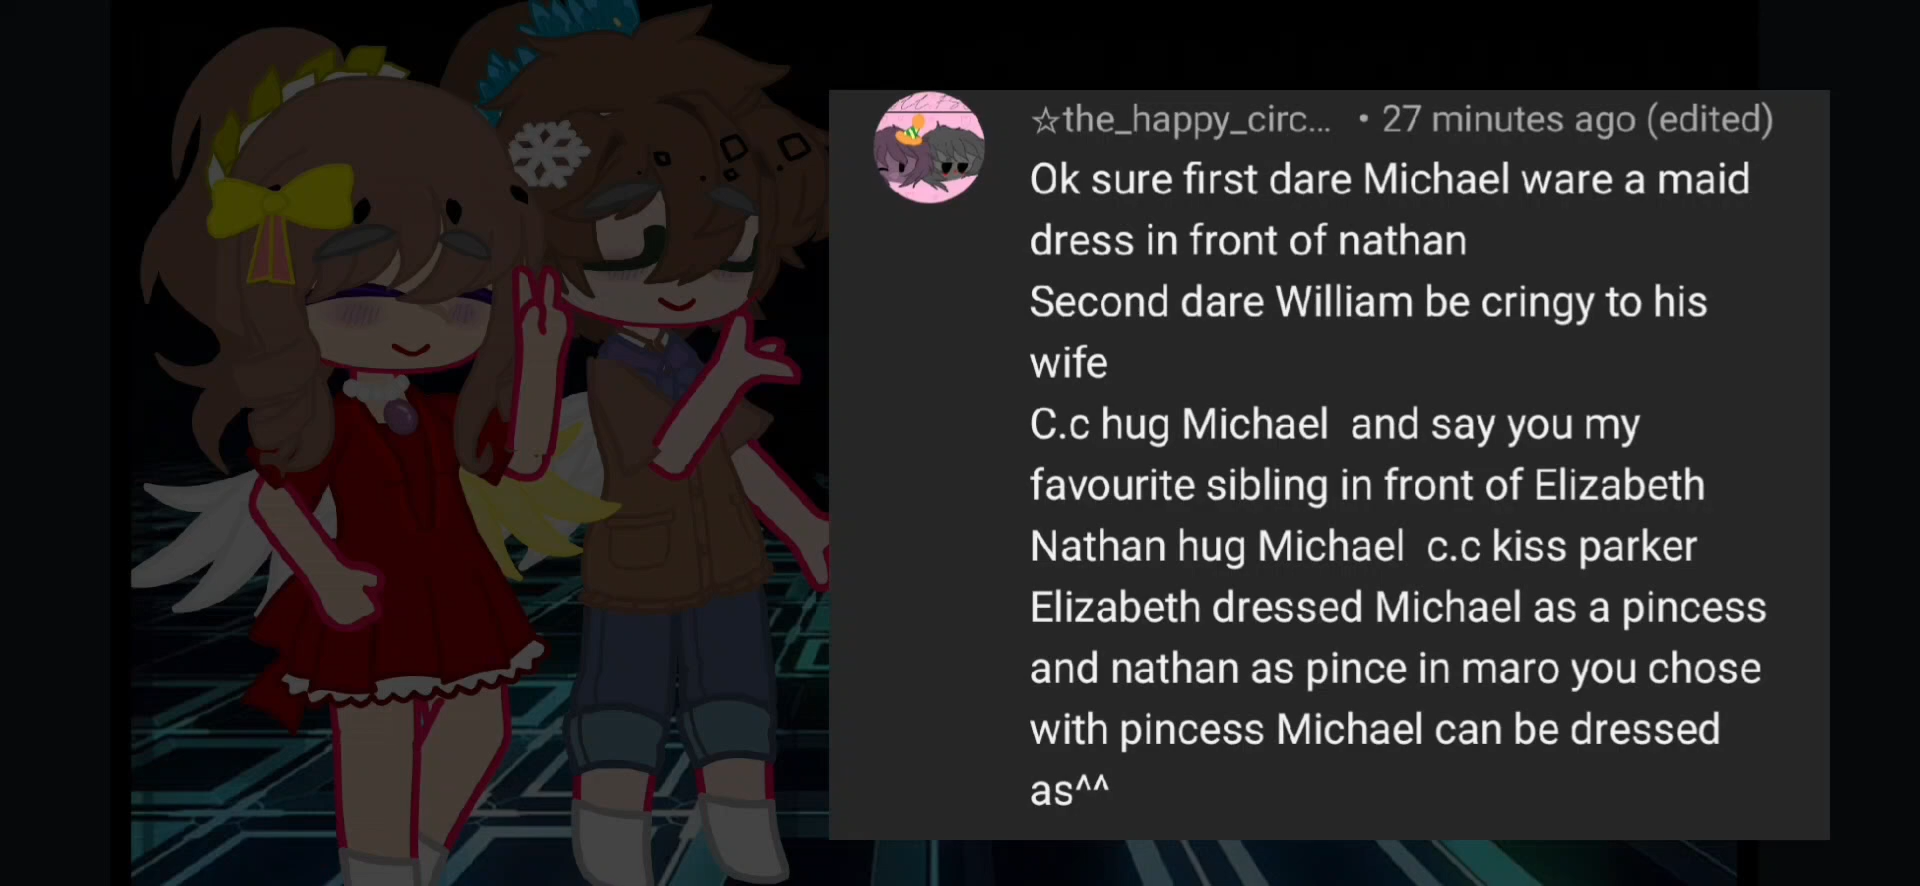 ☆the_happy_circ... • 27 minutes ago (edited)
Ok sure first dare Michael ware a maid
dress in front of nathan
Second dare William be cringy to his
wife
C.c hug Michael  and say you my
favourite sibling in front of Elizabeth
Nathan hug Michael  c.c kiss parker
Elizabeth dressed Michael as a pincess
and nathan as pince in maro you chose
with pincess Michael can be dressed
as^^